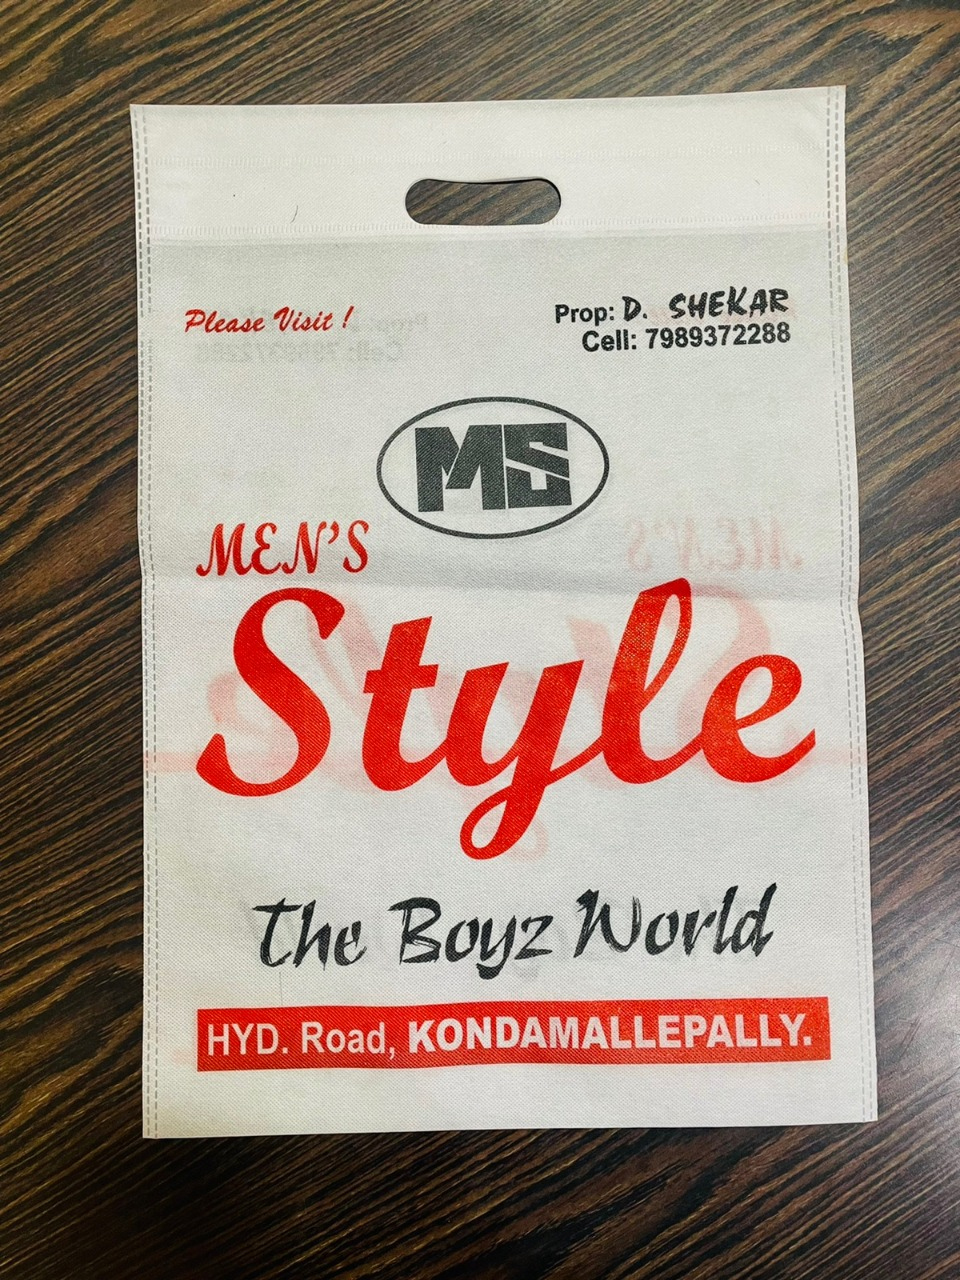 Please Visit !
Prop: D. SHEKAR
Cell: 7989372288
MS
MEN'S
Style
The Boyz World
HYD. Road, KONDAMALLEPALLY.